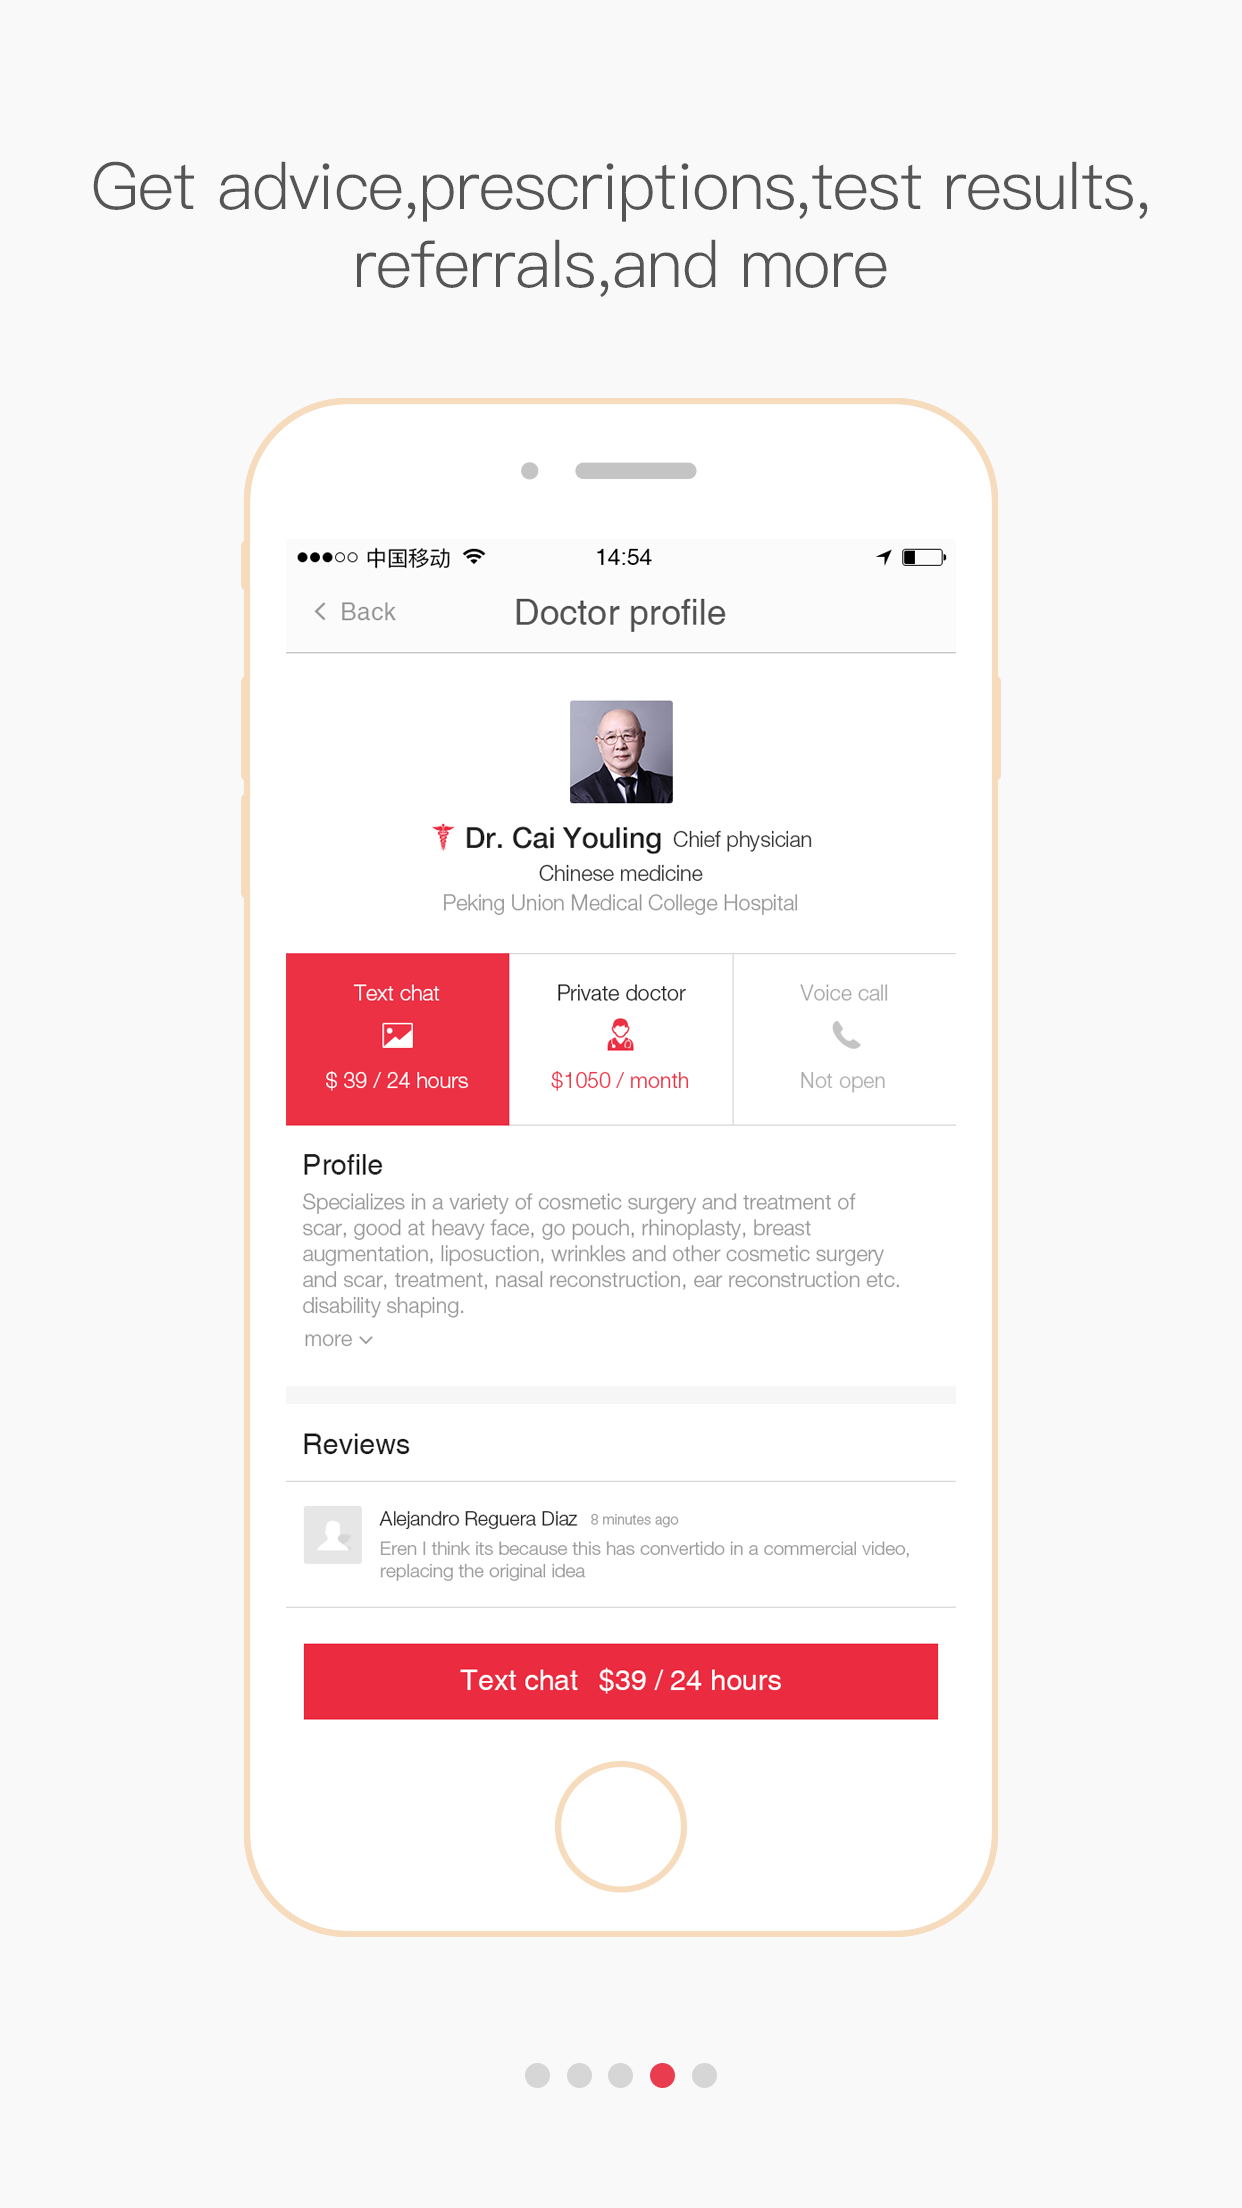 Get advice,prescriptions,test results,
referrals,and more
中国移动 14:54
Back Doctor profile
Dr. Cai Youling Chief physician
Chinese medicine
Peking Union Medical College Hospital
Text chat Private doctor Voice call
$ 39 / 24 hours $1050 / month Not open
Profile
Specializes in a variety of cosmetic surgery and treatment of
scar, good at heavy face, go pouch, rhinoplasty, breast
augmentation, liposuction, wrinkles and other cosmetic surgery
and scar, treatment, nasal reconstruction, ear reconstruction etc.
disability shaping.
more
Reviews
Alejandro Reguera Diaz 8 minutes ago
Eren I think its because this has convertido in a commercial video,
replacing the original idea
Text chat $39 / 24 hours